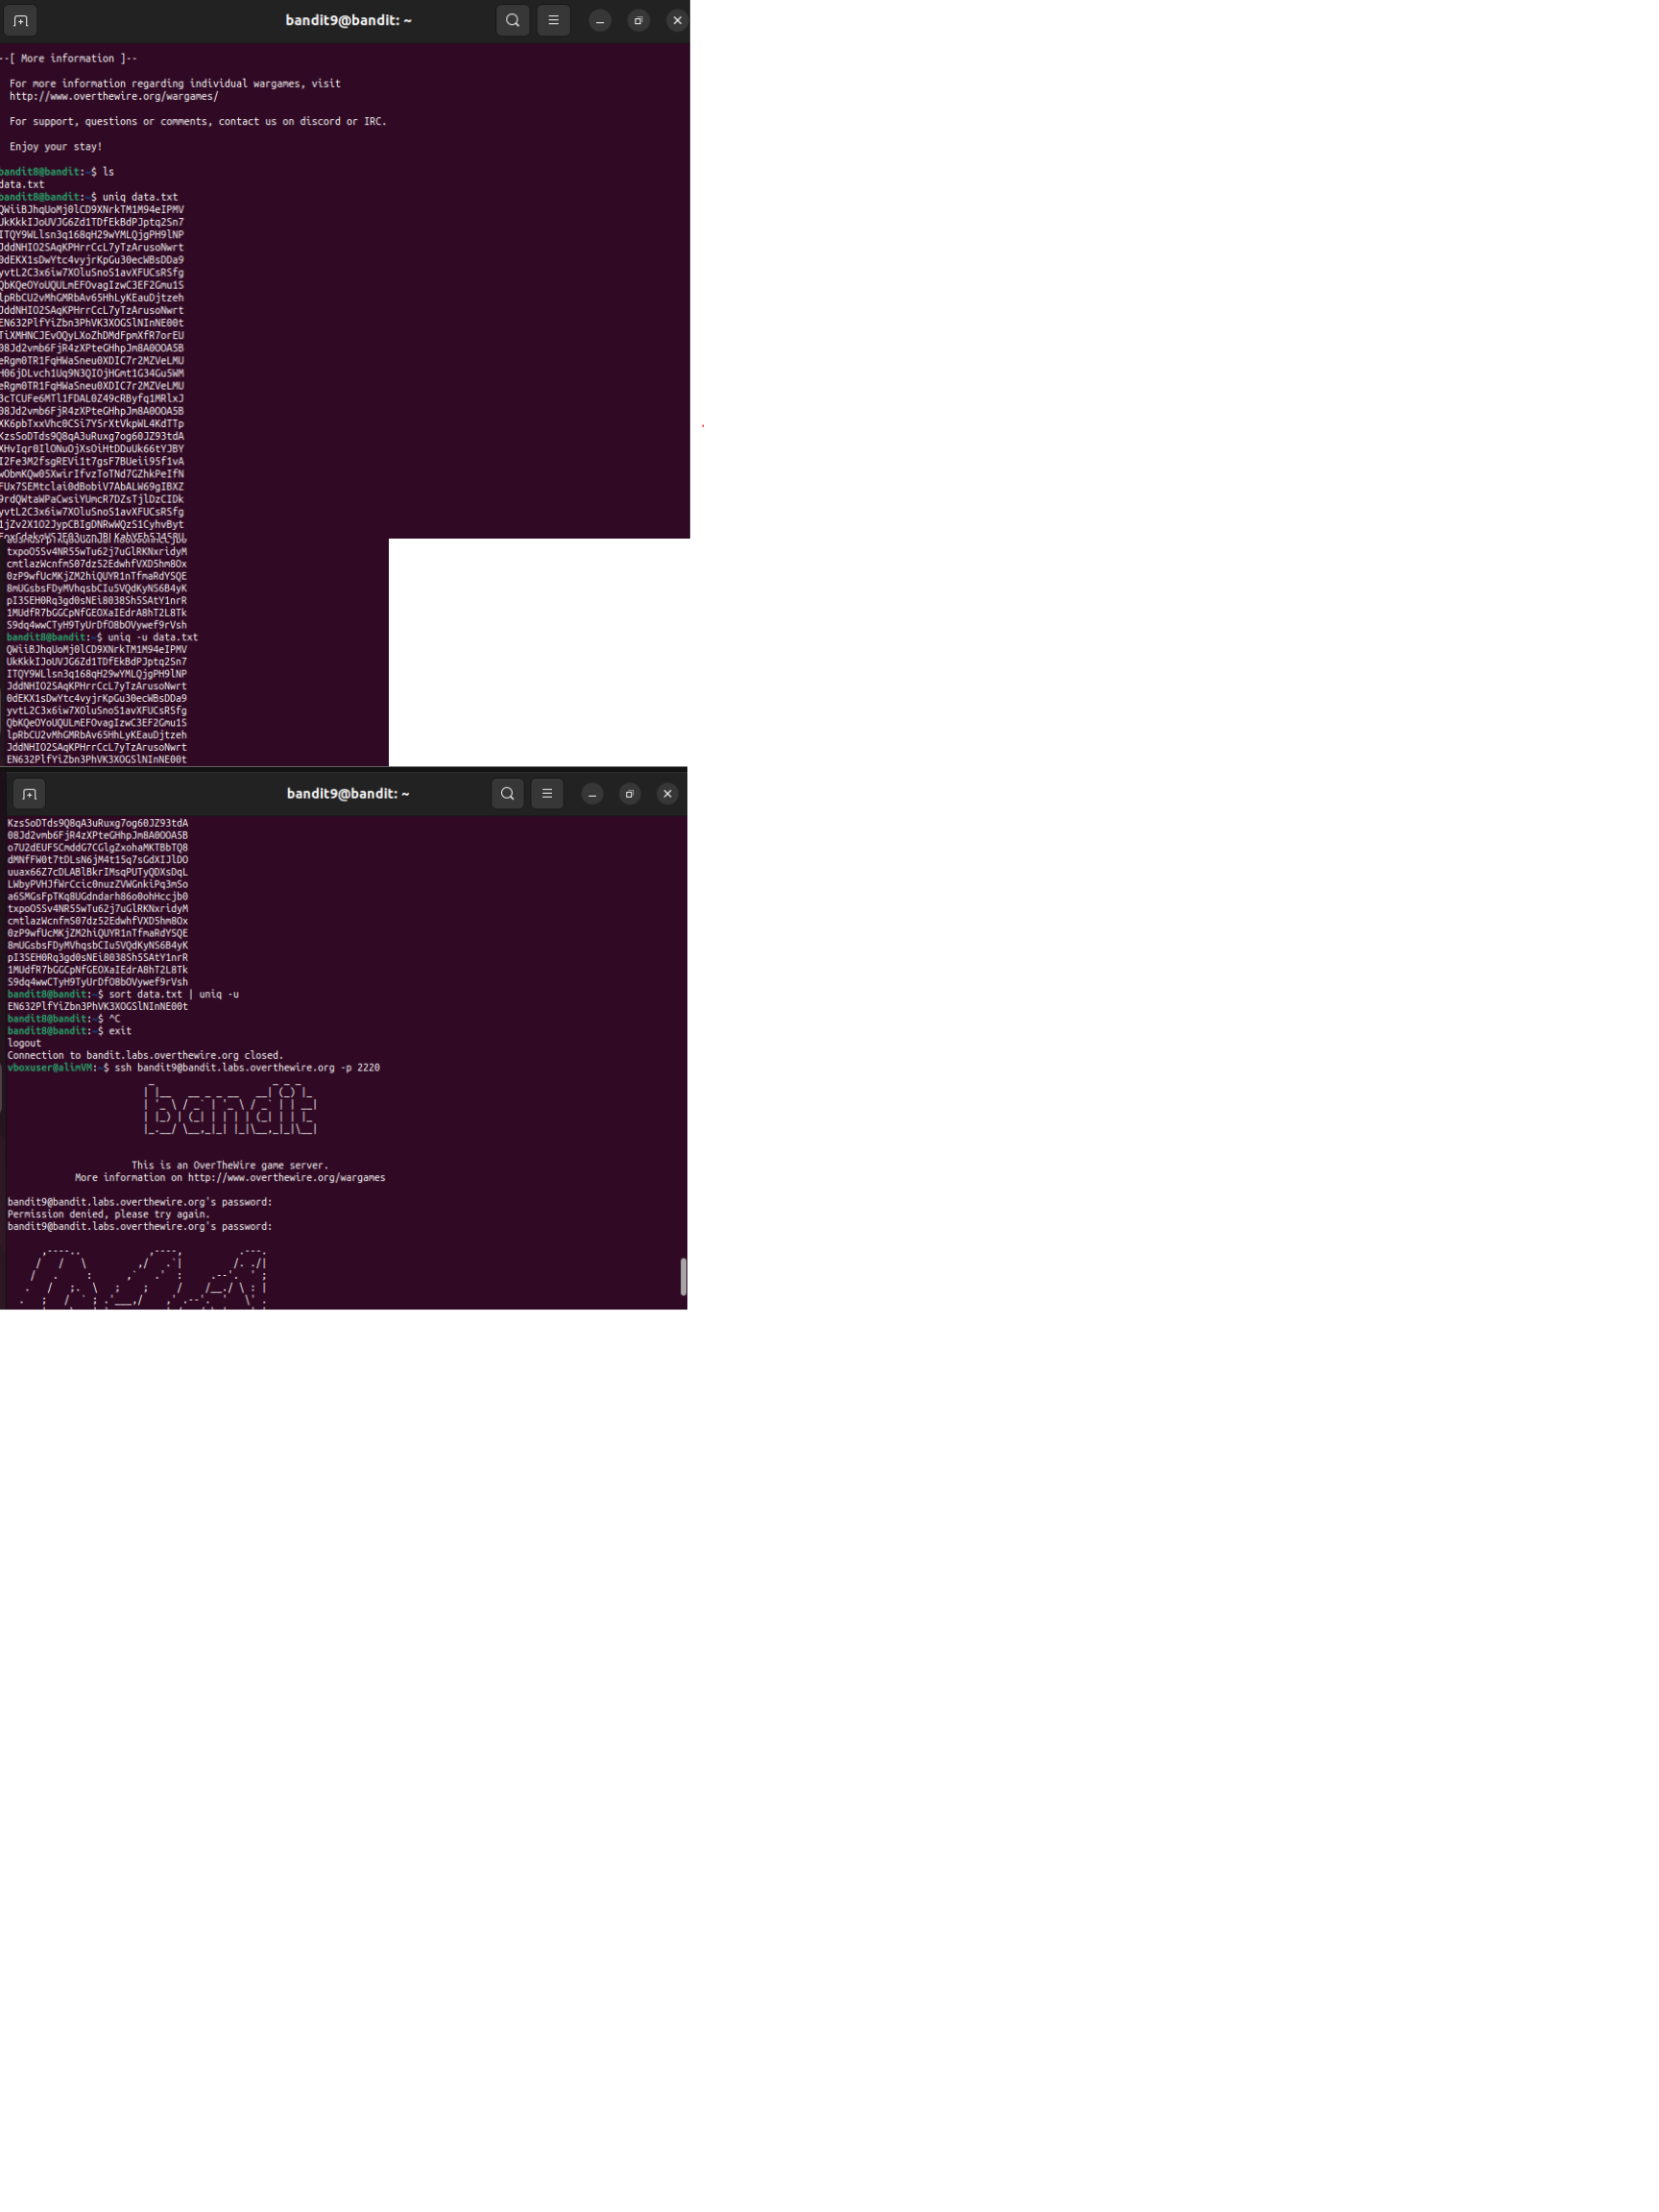 bandit9@bandit: ~
--[ More information ]--
For more information regarding individual wargames, visit
http://www.overthewire.org/wargames/
For support, questions or comments, contact us on discord or IRC.
Enjoy your stay!
bandit8@bandit:~$ ls
data.txt
bandit8@bandit:~$ uniq data.txt
QWiiBJhqUoMj0lCD9XNrkTM1M94eIPMV
UkKkkIJoUVJG6Zd1TDfEkBdPJptq2Sn7
ITQY9WLlsn3q168qH29wYMLQjgPH9lNP
JddNHIO2SAqKPHrrCcL7yTzArusoNwrt
0dEKX1sDwYtc4vyjrKpGu30ecWBsDDa9
yvtL2C3x6iw7XOluSnoS1avXFUCsRSfg
QbKQeOYoUQULmEFOvagIzwC3EF2Gmu1S
lpRbCU2vMhGMRbAv65HhLyKEauDjtzeh
JddNHIO2SAqKPHrrCcL7yTzArusoNwrt
EN632PlfYiZbn3PhVK3XOGSlNInNE00t
TiXMHNCJEvOQyLXoZhDMdFpmXfR7orEU
08Jd2vmb6FjR4zXPteGHhpJm8A0OOA5B
eRgm0TR1FqHWaSneu0XDIC7r2MZVeLMU
H06jDLvch1Uq9N3QIOjHGmt1G34Gu5WM
eRgm0TR1FqHWaSneu0XDIC7r2MZVeLMU
3cTCUFe6MTl1FDAL0Z49cRByfq1MRlxJ
08Jd2vmb6FjR4zXPteGHhpJm8A0OOA5B
XK6pbTxxVhc0CSi7Y5rXtVkpWL4KdTTp
KzsSoDTds9Q8qA3uRuxg7og60JZ93tdA
XHvIqr0IlONuOjXsOiHtDDuUk66tYJBY
I2Fe3M2fsgREVi1t7gsF7BUeii95f1vA
wObmKQw05XwirIfvzToTNd7GZhkPeIfN
FUx7SEMtclai0dBobiV7AbALW69gIBXZ
9rdQWtaWPaCwsiYUmcR7DZsTjlDzCIDk
yvtL2C3x6iw7XOluSnoS1avXFUCsRSfg
1jZv2X1O2JypCBIgDNRwWQzS1CyhvByt
txpoO5Sv4NR55wTu62j7uGlRKNxridyM
cmtlazWcnfmS07dz52EdwhfVXD5hm8Ox
0zP9wfUcMKjZM2hiQUYR1nTfmaRdYSQE
8mUGsbsFDyMVhqsbCIu5VQdKyNS6B4yK
pI3SEH0Rq3gd0sNEi8038Sh5SAtY1nrR
1MUdfR7bGGCpNfGEOXaIEdrA8hT2L8Tk
S9dq4wwCTyH9TyUrDfO8bOVywef9rVsh
bandit8@bandit:~$ uniq -u data.txt
QWiiBJhqUoMj0lCD9XNrkTM1M94eIPMV
UkKkkIJoUVJG6Zd1TDfEkBdPJptq2Sn7
ITQY9WLlsn3q168qH29wYMLQjgPH9lNP
JddNHIO2SAqKPHrrCcL7yTzArusoNwrt
0dEKX1sDwYtc4vyjrKpGu30ecWBsDDa9
yvtL2C3x6iw7XOluSnoS1avXFUCsRSfg
QbKQeOYoUQULmEFOvagIzwC3EF2Gmu1S
lpRbCU2vMhGMRbAv65HhLyKEauDjtzeh
JddNHIO2SAqKPHrrCcL7yTzArusoNwrt
EN632PlfYiZbn3PhVK3XOGSlNInNE00t
bandit9@bandit: ~
KzsSoDTds9Q8qA3uRuxg7og60JZ93tdA
08Jd2vmb6FjR4zXPteGHhpJm8A0OOA5B
o7U2dEUFSCmddG7CGlgZxohaMKTBbTQ8
dMNfFW0t7tDLsN6jM4t15q7sGdXIJlDO
uuax66Z7cDLABlBkrIMsqPUTyQDXsDqL
LWbyPVHJfWrCcic0nuzZVWGnkiPq3mSo
a6SMGsFpTKq8UGdndarh86o0ohHccjb0
txpoO5Sv4NR55wTu62j7uGlRKNxridyM
cmtlazWcnfmS07dz52EdwhfVXD5hm8Ox
0zP9wfUcMKjZM2hiQUYR1nTfmaRdYSQE
8mUGsbsFDyMVhqsbCIu5VQdKyNS6B4yK
pI3SEH0Rq3gd0sNEi8038Sh5SAtY1nrR
1MUdfR7bGGCpNfGEOXaIEdrA8hT2L8Tk
S9dq4wwCTyH9TyUrDfO8bOVywef9rVsh
bandit8@bandit:~$ sort data.txt | uniq -u
EN632PlfYiZbn3PhVK3XOGSlNInNE00t
bandit8@bandit:~$ ^C
bandit8@bandit:~$ exit
logout
Connection to bandit.labs.overthewire.org closed.
vboxuser@alimVM:~$ ssh bandit9@bandit.labs.overthewire.org -p 2220
bandit
This is an OverTheWire game server.
More information on http://www.overthewire.org/wargames
bandit9@bandit.labs.overthewire.org's password:
Permission denied, please try again.
bandit9@bandit.labs.overthewire.org's password: